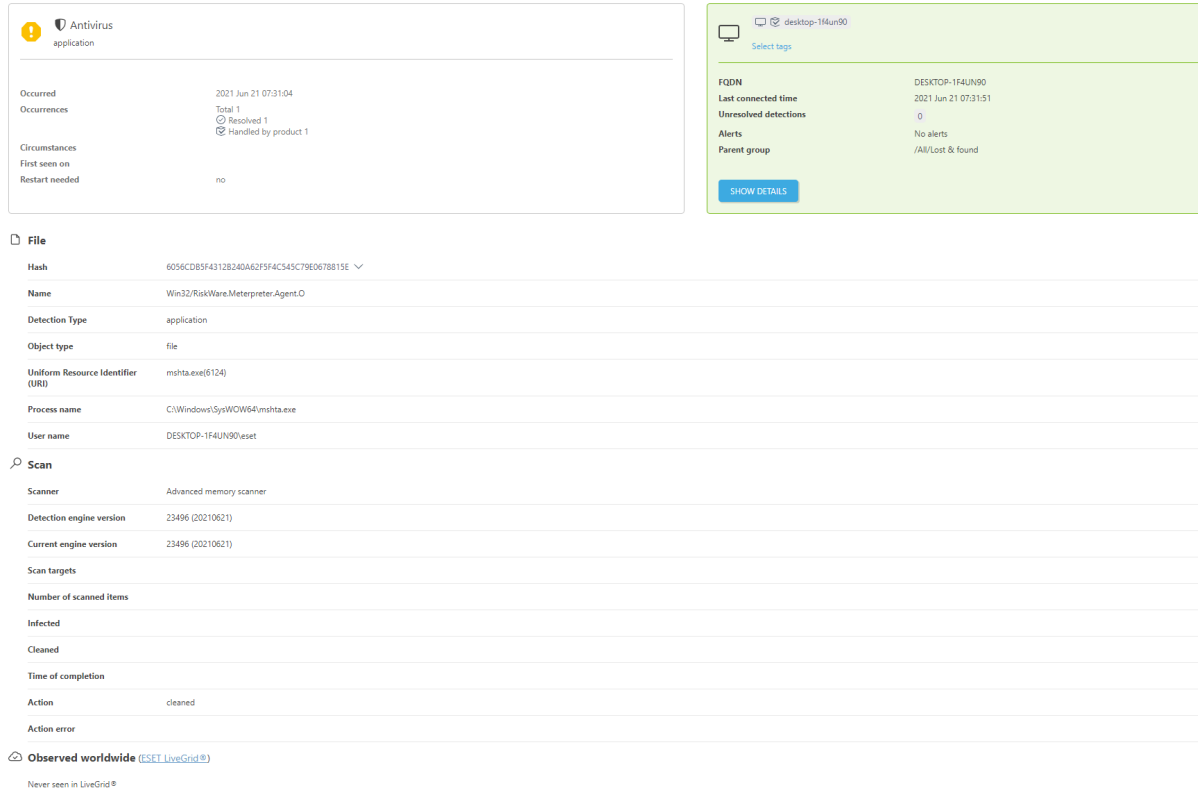 Antivirus
application
Occurred 2021 Jun 21 07:31:04
Occurrences Total 1
Resolved 1
Handled by product 1
Circumstances
First seen on
Restart needed no
desktop-1f4un90
Select tags
FQDN DESKTOP-1F4UN90
Last connected time 2021 Jun 21 07:31:51
Unresolved detections 0
Alerts No alerts
Parent group /All/Lost & found
SHOW DETAILS
File
Hash 6056CDB5F4312B240A62F5F4C545C79E0678815E
Name Win32/RiskWare.Meterpreter.Agent.O
Detection Type application
Object type file
Uniform Resource Identifier
(URI) mshta.exe(6124)
Process name C:\Windows\SysWOW64\mshta.exe
User name DESKTOP-1F4UN90\eset
Scan
Scanner Advanced memory scanner
Detection engine version 23496 (20210621)
Current engine version 23496 (20210621)
Scan targets
Number of scanned items
Infected
Cleaned
Time of completion
Action cleaned
Action error
Observed worldwide (ESET LiveGrid®)
Never seen in LiveGrid®